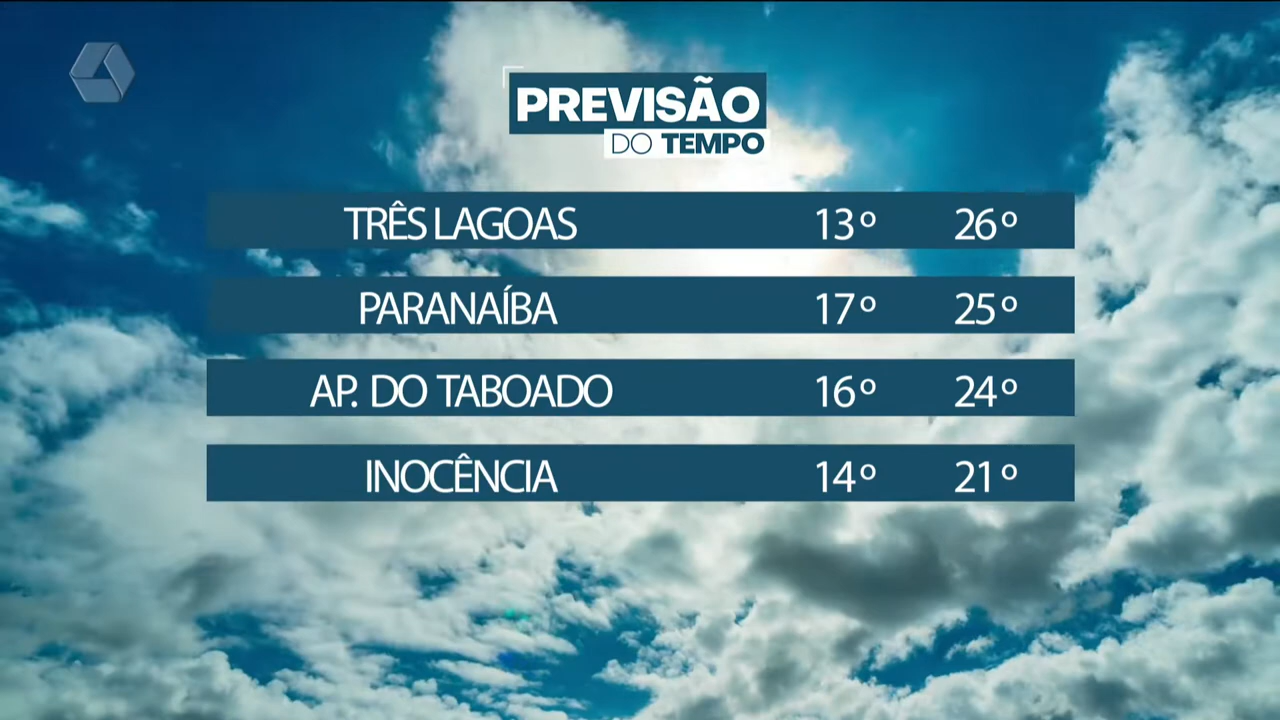 PREVISÃO
DO TEMPO
TRÊS LAGOAS 13º 26º
PARANAÍBA 17º 25º
AP. DO TABOADO 16º 24º
INOCÊNCIA 14º 21º